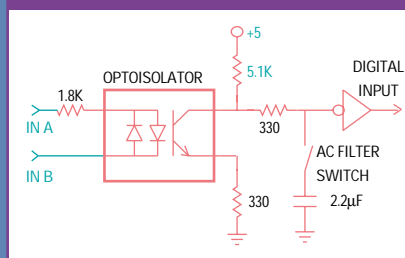 +5
OPTOISOLATOR
5.1K
DIGITAL
INPUT
1.8K
IN A
330
AC FILTER
SWITCH
IN B
330
2.2µF